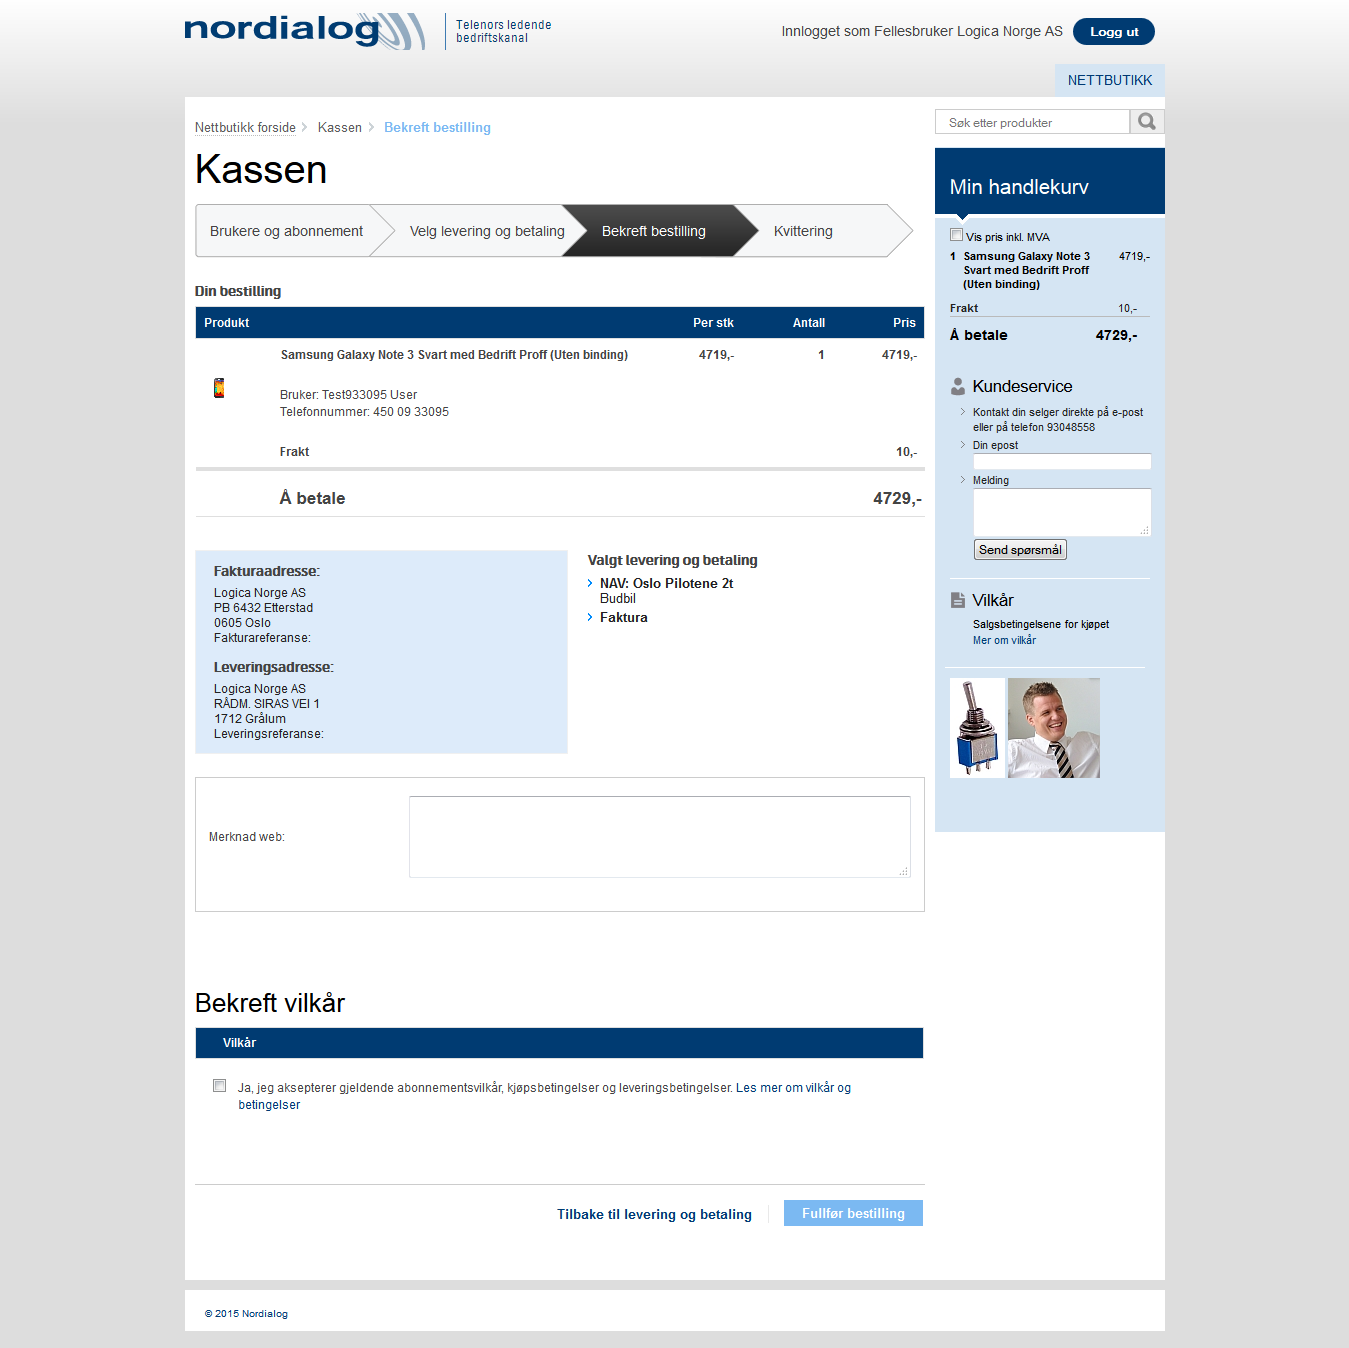 nordialog
Telenors ledende
bedriftskanal
Innlogget som Fellesbruker Logica Norge AS
Logg ut
NETTBUTIKK
Nettbutikk forside
Kassen
Bekreft bestilling
Søk etter produkter
Kassen
Brukere og abonnement
Velg levering og betaling
Bekreft bestilling
Kvittering
Din bestilling
Produkt Per stk Antall Pris
Samsung Galaxy Note 3 Svart med Bedrift Proff (Uten binding) 4719,- 1 4719,-
Bruker: Test933095 User
Telefonnummer: 450 09 33095
Frakt 10,-
Å betale 4729,-
Fakturaadresse:
Logica Norge AS
PB 6432 Etterstad
0605 Oslo
Fakturareferanse:
Leveringsadresse:
Logica Norge AS
RÅDM. SIRAS VEI 1
1712 Grålum
Leveringsreferanse:
Valgt levering og betaling
NAV: Oslo Pilotene 2t
Budbil
Faktura
Merknad web:
Bekreft vilkår
Vilkår
Ja, jeg aksepterer gjeldende abonnementsvilkår, kjøpsbetingelser og leveringsbetingelser. Les mer om vilkår og
betingelser
Tilbake til levering og betaling
Fullfør bestilling
Min handlekurv
Vis pris inkl. MVA
1 Samsung Galaxy Note 3 4719,-
Svart med Bedrift Proff
(Uten binding)
Frakt 10,-
Å betale 4729,-
Kundeservice
Kontakt din selger direkte på e-post
eller på telefon 93048558
Din epost
Melding
Send spørsmål
Vilkår
Salgsbetingelsene for kjøpet
Mer om vilkår
© 2015 Nordialog